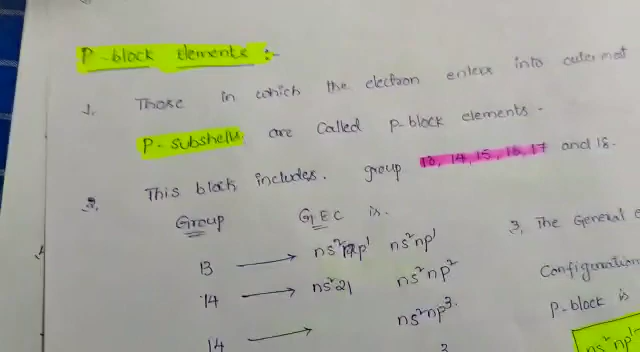 P-block Elements :-
1. Those in which the electron enters into outermost
P-subshell are called p-block elements.
2. This block includes. group 13, 14, 15, 16, 17 and 18.
Group GEC is.
13 → ns²np¹ ns²np¹
14 → ns²21 ns²np²
14 → ns²np³.
3, The General
Configuration
P-block is
ns²np¹⁻